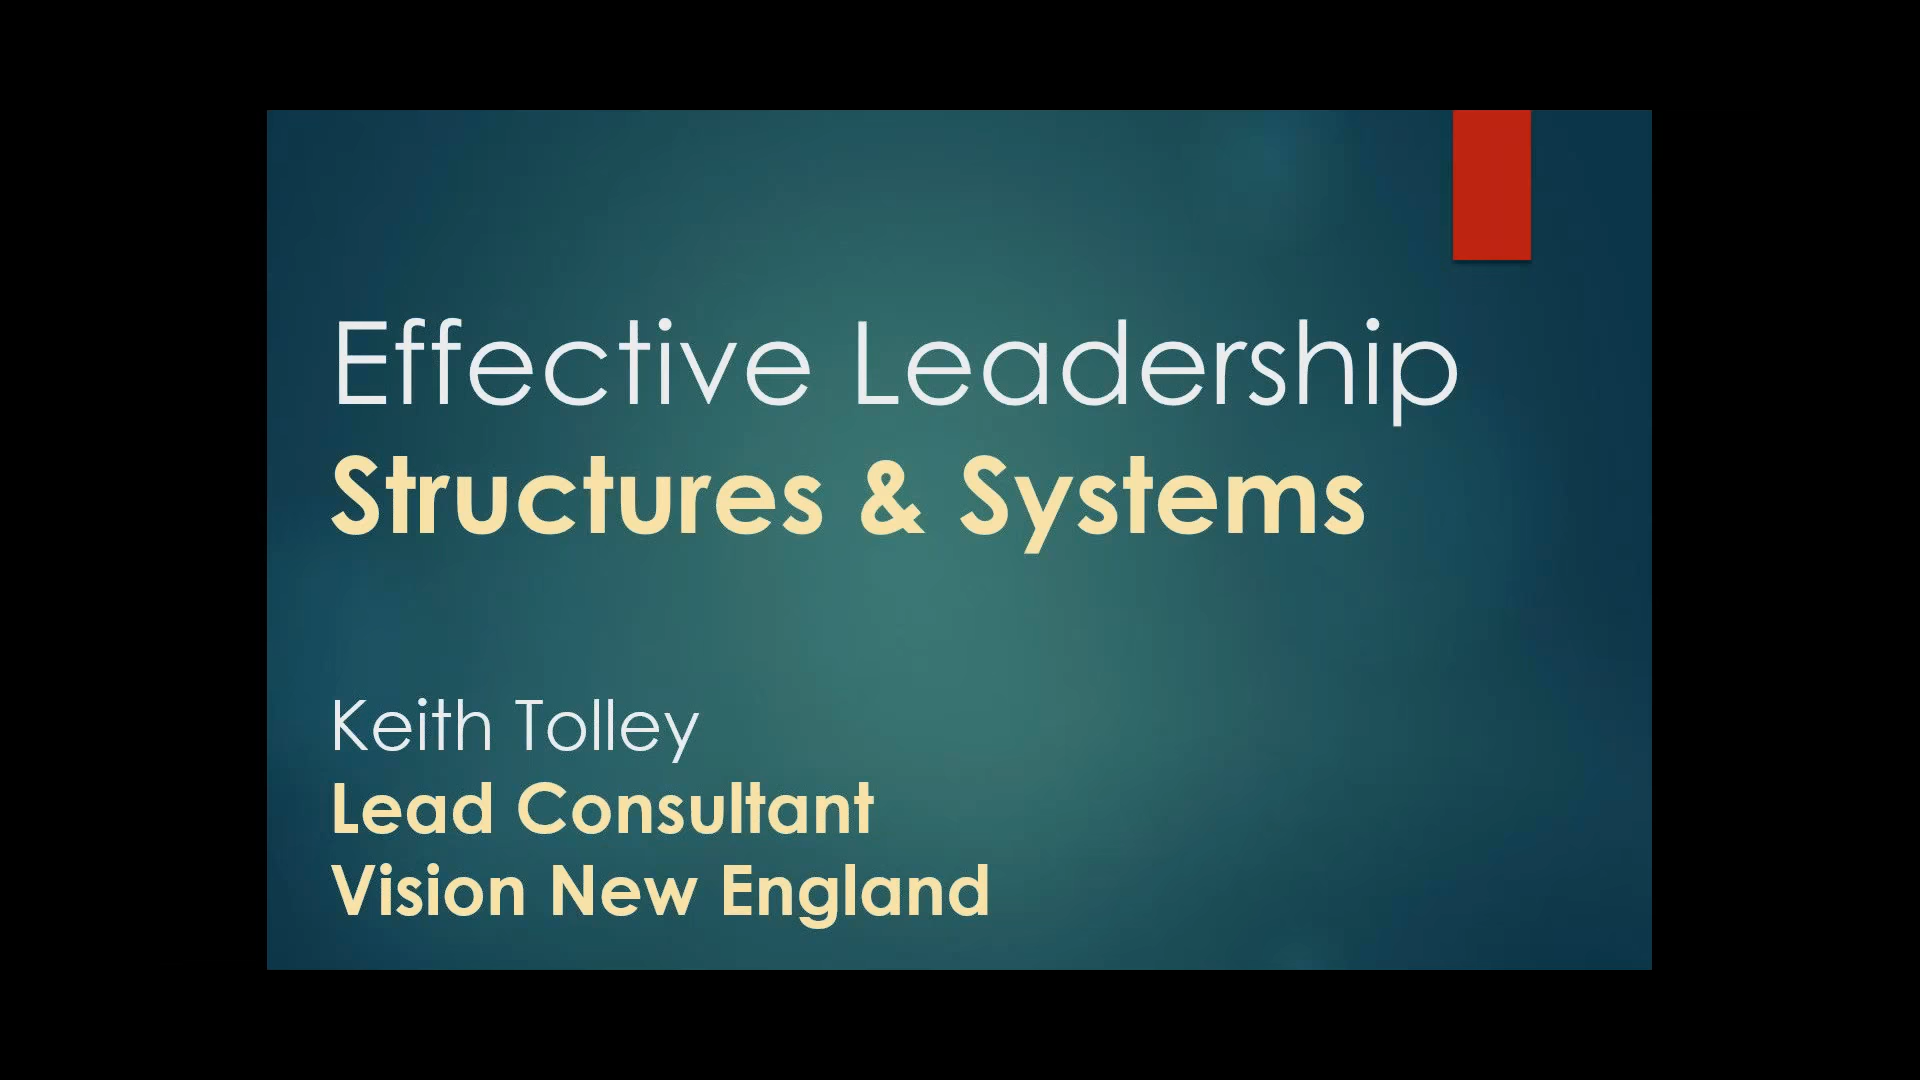 Effective Leadership
Structures & Systems
Keith Tolley
Lead Consultant
Vision New England